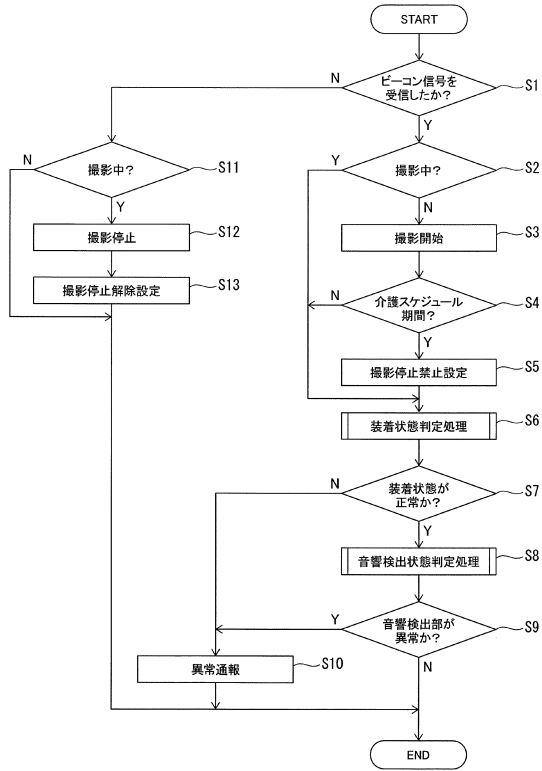 START
ビーコン信号を
受信したか?
S1
N
Y
撮影中?
S11
N
Y
撮影中?
S2
Y
N
撮影停止
S12
撮影開始
S3
撮影停止解除設定
S13
介護スケジュール
期間?
S4
N
Y
撮影停止禁止設定
S5
装着状態判定処理
S6
装着状態が
正常か?
S7
N
Y
音響検出状態判定処理
S8
音響検出部が
異常か?
S9
Y
N
異常通報
S10
END